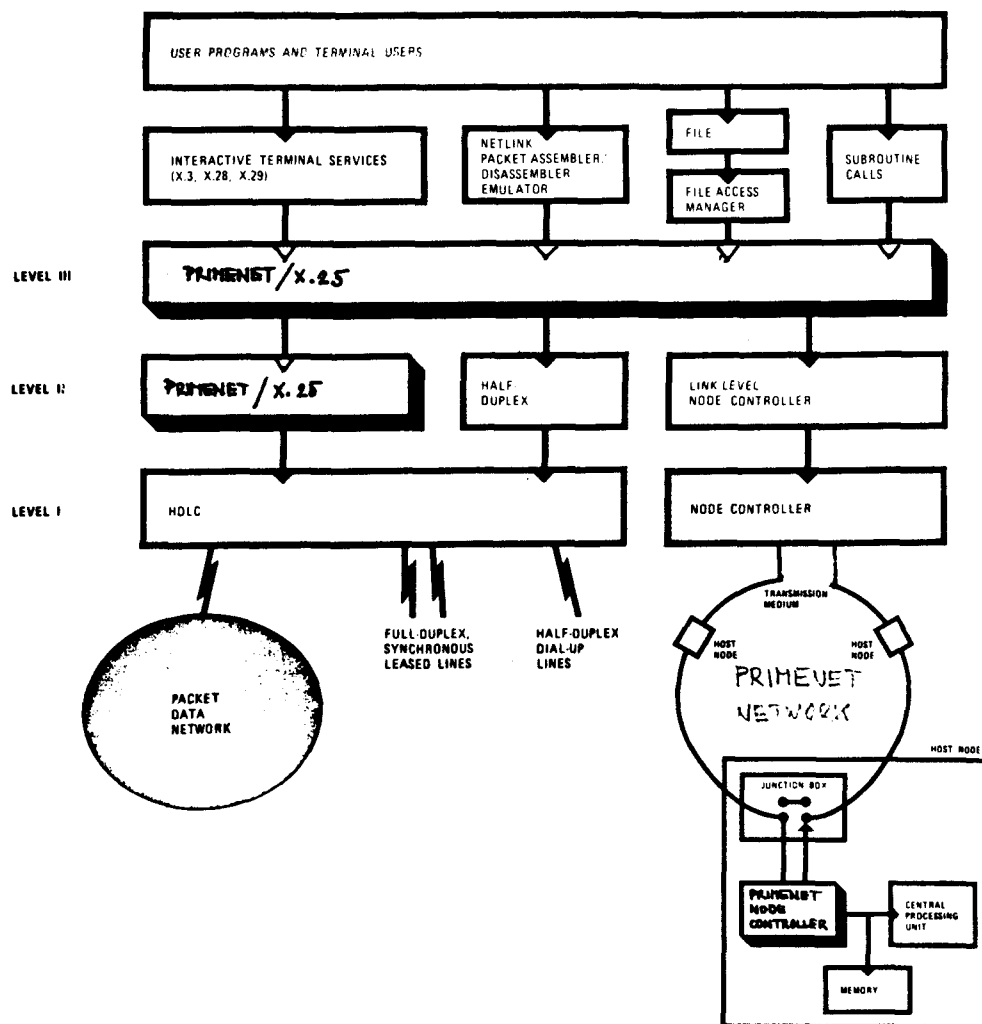 USER PROGRAMS AND TERMINAL USERS
INTERACTIVE TERMINAL SERVICES
(X.3, X.28, X.29)
NETLINK
PACKET ASSEMBLER/
DISASSEMBLER
EMULATOR
FILE
FILE ACCESS
MANAGER
SUBROUTINE
CALLS
LEVEL III
PRIMENET/X.25
LEVEL II
PRIMENET/X.25
HALF-
DUPLEX
LINK LEVEL
NODE CONTROLLER
LEVEL I
HDLC
NODE CONTROLLER
TRANSMISSION
MEDIUM
HOST
NODE
HOST
NODE
PRIMENET
NETWORK
FULL-DUPLEX,
SYNCHRONOUS
LEASED LINES
HALF-DUPLEX
DIAL-UP
LINES
PACKET
DATA
NETWORK
HOST NODE
JUNCTION BOX
PRIMENET
NODE
CONTROLLER
CENTRAL
PROCESSING
UNIT
MEMORY